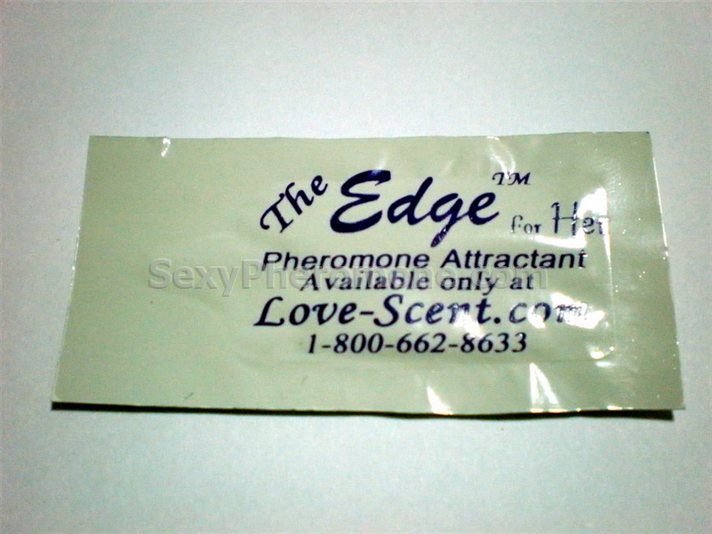 The Edge™ for Her
Pheromone Attractant
SexyPheromone.com
Available only at
Love-Scent.com
1-800-662-8633